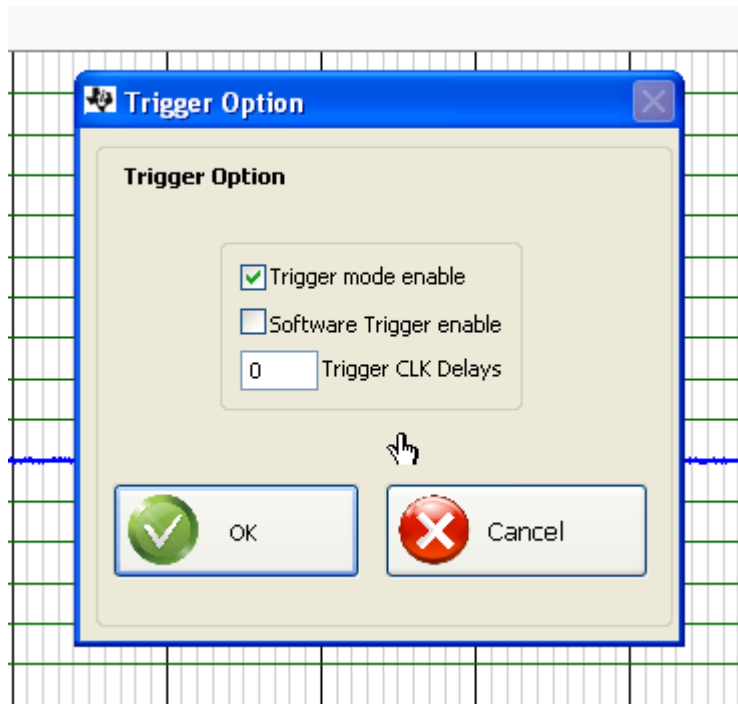 Trigger Option
Trigger Option
Trigger mode enable
Software Trigger enable
0 Trigger CLK Delays
OK Cancel